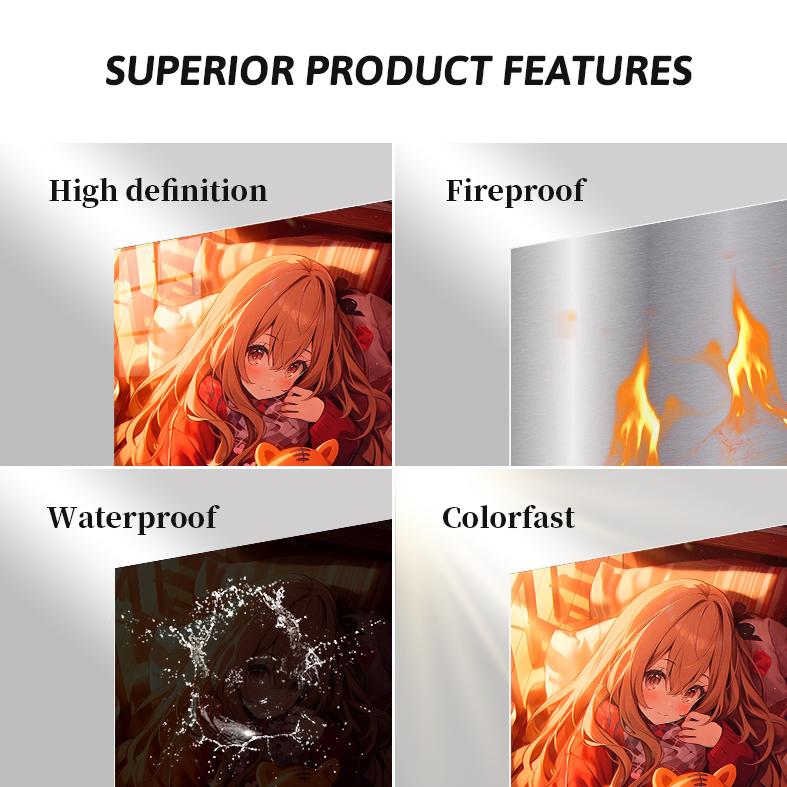 SUPERIOR PRODUCT FEATURES
High definition
Fireproof
Waterproof
Colorfast